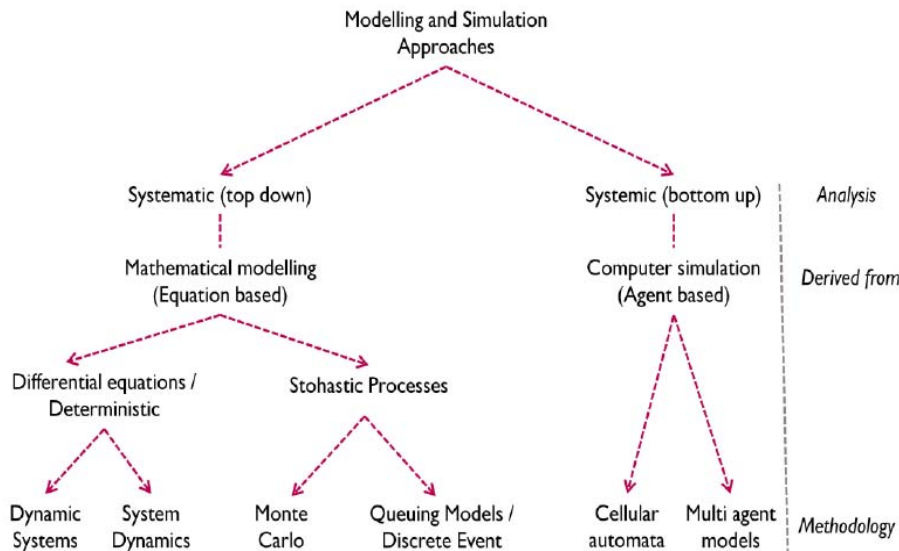 Modelling and Simulation
Approaches
Systematic (top down)
Systemic (bottom up)
Analysis
Mathematical modelling
(Equation based)
Computer simulation
(Agent based)
Derived from
Differential equations /
Deterministic
Stohastic Processes
Dynamic
Systems
System
Dynamics
Monte
Carlo
Queuing Models /
Discrete Event
Cellular
automata
Multi agent
models
Methodology